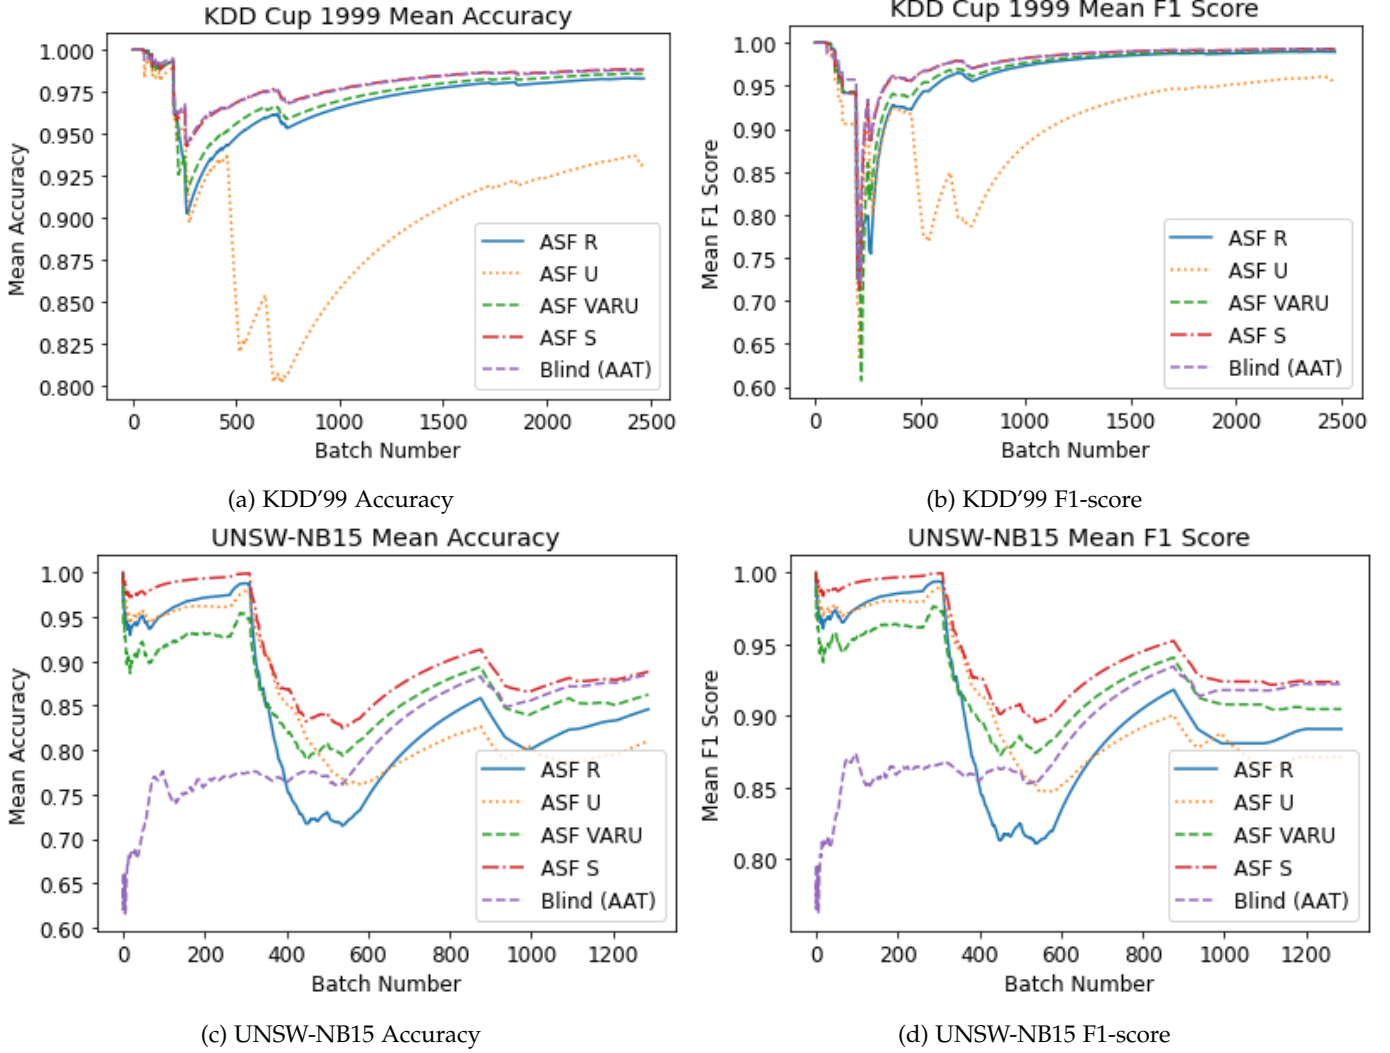 KDD Cup 1999 Mean Accuracy
Mean Accuracy
1.000
0.975
0.950
0.925
0.900
0.875
0.850
0.825
0.800
ASF R
ASF U
ASF VARU
ASF S
Blind (AAT)
0
500
1000
1500
2000
2500
Batch Number
(a) KDD'99 Accuracy
KDD Cup 1999 Mean F1 Score
Mean F1 Score
1.00
0.95
0.90
0.85
0.80
0.75
0.70
0.65
0.60
ASF R
ASF U
ASF VARU
ASF S
Blind (AAT)
0
500
1000
1500
2000
2500
Batch Number
(b) KDD'99 F1-score
UNSW-NB15 Mean Accuracy
Mean Accuracy
1.00
0.95
0.90
0.85
0.80
0.75
0.70
0.65
0.60
ASF R
ASF U
ASF VARU
ASF S
Blind (AAT)
0
200
400
600
800
1000
1200
Batch Number
(c) UNSW-NB15 Accuracy
UNSW-NB15 Mean F1 Score
Mean F1 Score
1.00
0.95
0.90
0.85
0.80
ASF R
ASF U
ASF VARU
ASF S
Blind (AAT)
0
200
400
600
800
1000
1200
Batch Number
(d) UNSW-NB15 F1-score